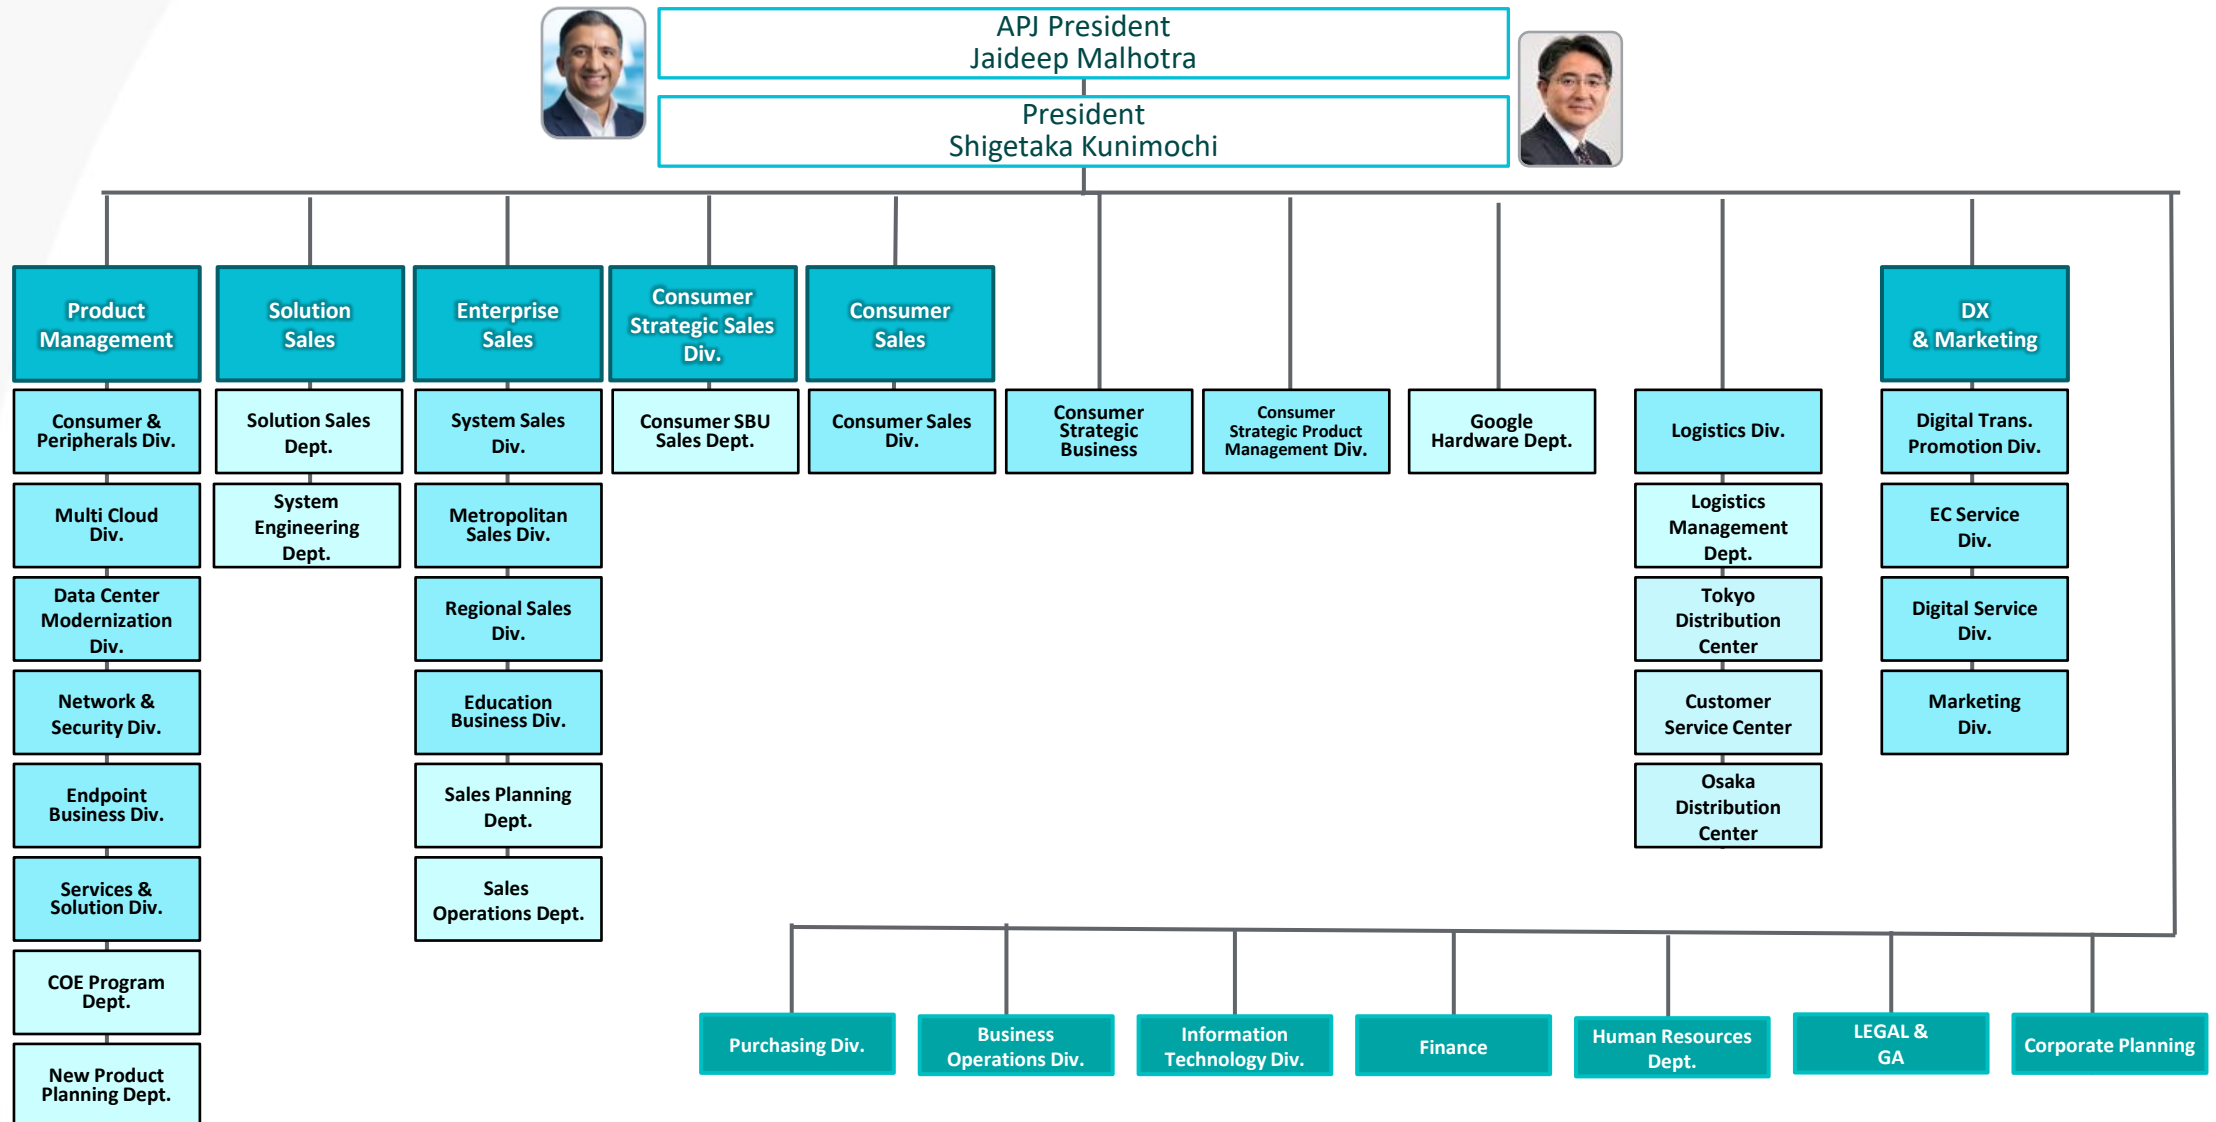 APJ President
Jaideep Malhotra
President
Shigetaka Kunimochi
Product
Management
Consumer &
Peripherals Div.
Multi Cloud
Div.
Data Center
Modernization
Div.
Network &
Security Div.
Endpoint
Business Div.
Services &
Solution Div.
COE Program
Dept.
New Product
Planning Dept.
Solution
Sales
Solution Sales
Dept.
System
Engineering
Dept.
Enterprise
Sales
System Sales
Div.
Metropolitan
Sales Div.
Regional Sales
Div.
Education
Business Div.
Sales Planning
Dept.
Sales
Operations Dept.
Consumer
Strategic Sales
Div.
Consumer SBU
Sales Dept.
Consumer
Sales
Consumer Sales
Div.
Consumer
Strategic
Business
Consumer
Strategic Product
Management Div.
Google
Hardware Dept.
Logistics Div.
Logistics
Management
Dept.
Tokyo
Distribution
Center
Customer
Service Center
Osaka
Distribution
Center
DX
& Marketing
Digital Trans.
Promotion Div.
EC Service
Div.
Digital Service
Div.
Marketing
Div.
Purchasing Div.
Business
Operations Div.
Information
Technology Div.
Finance
Human Resources
Dept.
LEGAL &
GA
Corporate Planning